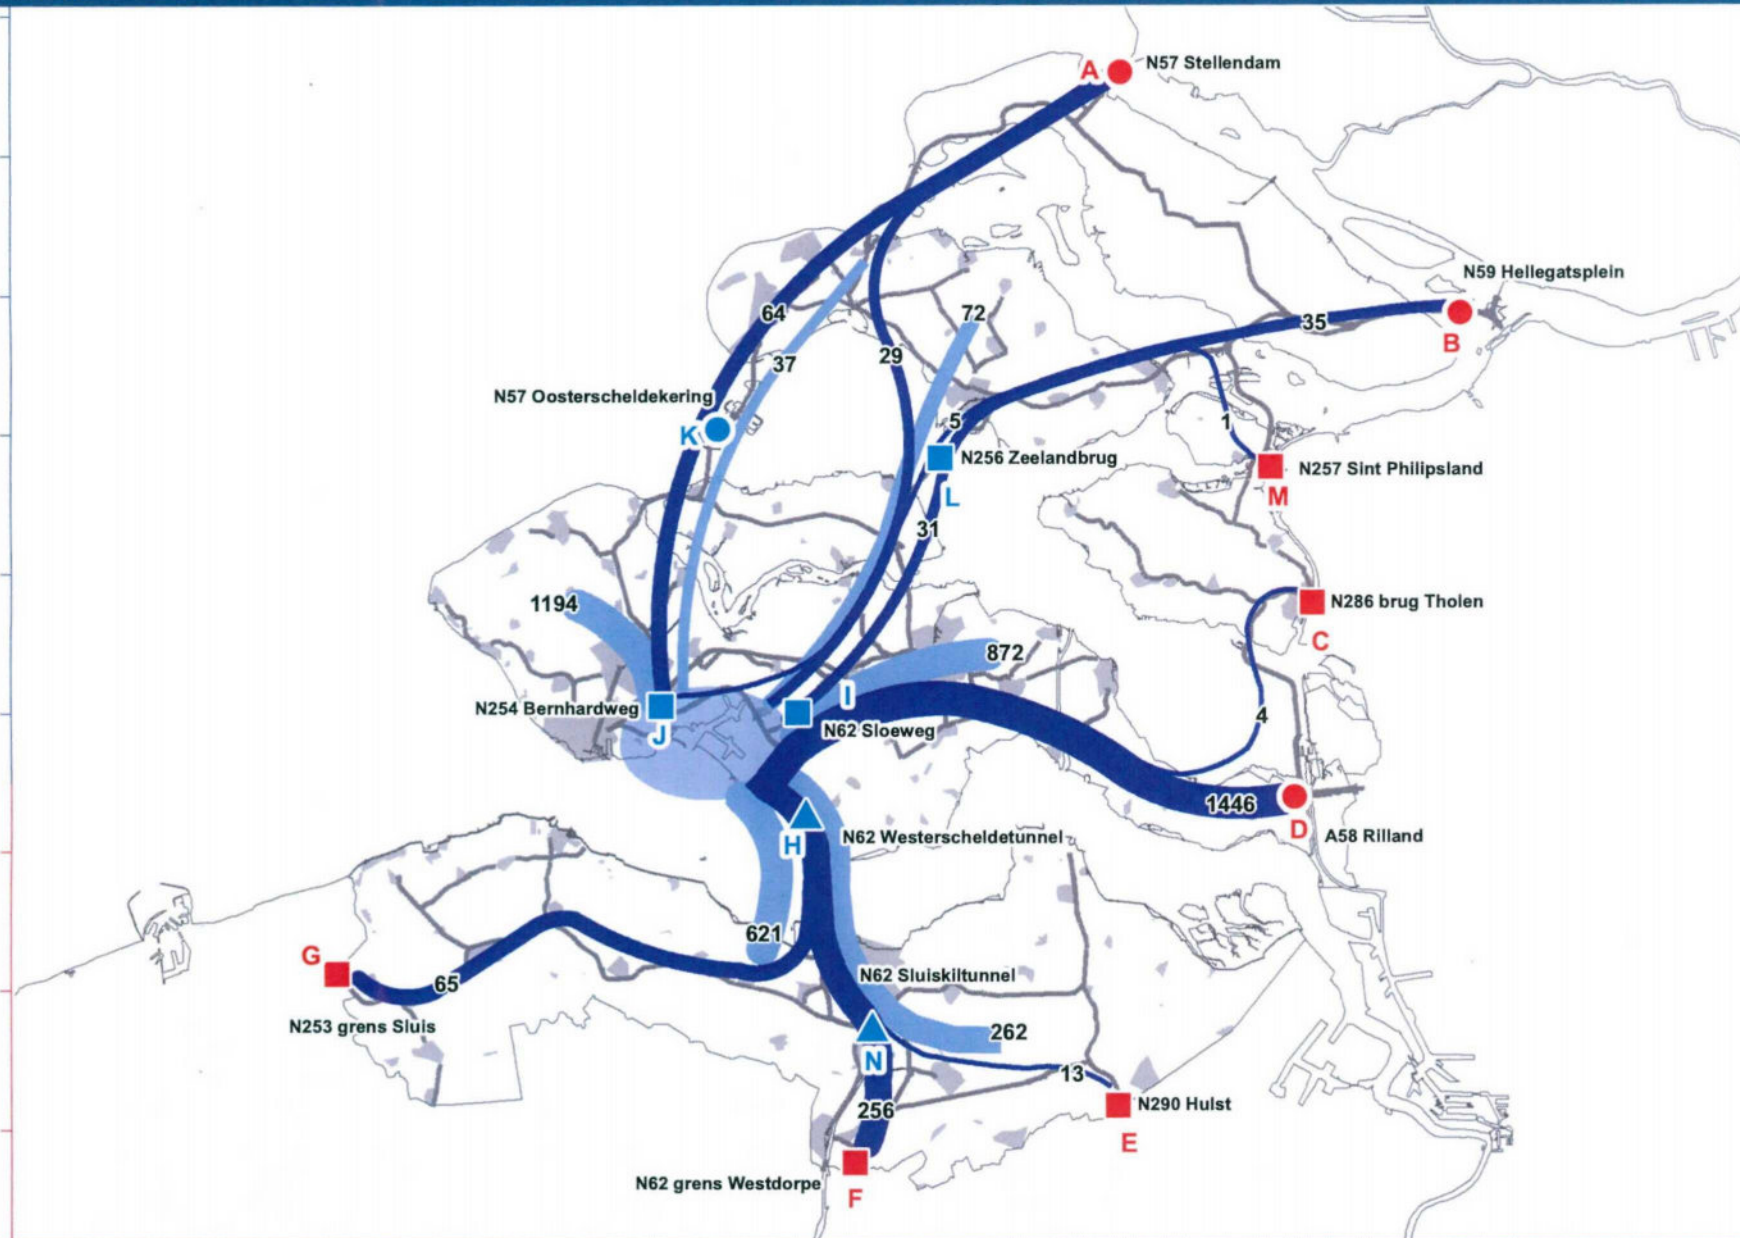 A
N57 Stellendam
N59 Hellegatsplein
B
64
72
35
37
29
N57 Oosterscheldekering
K
5
1
N256 Zeelandbrug
N257 Sint Philipsland
L
M
31
1194
N286 brug Tholen
C
872
I
N254 Bernhardweg
J
N62 Sloeweg
4
1446
D
A58 Rilland
H
N62 Westerscheldetunnel
621
G
65
N62 Sluiskiltunnel
N253 grens Sluis
262
N
13
256
N290 Hulst
E
N62 grens Westdorpe
F